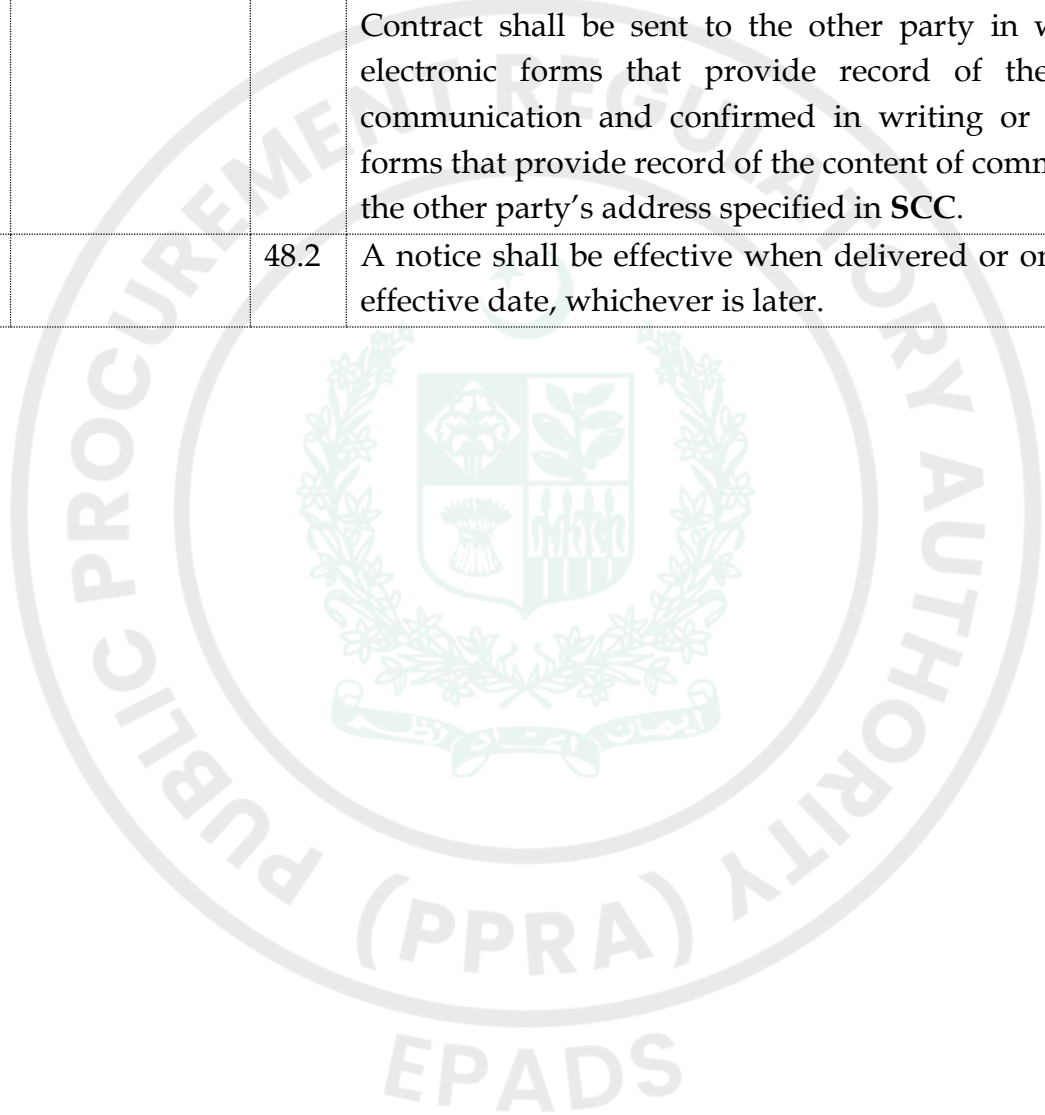 Contract shall be sent to the other party in
electronic forms that provide record of the
communication and confirmed in writing or
forms that provide record of the content of
the other party's address specified in SCC.
48.2 A notice shall be effective when delivered or
effective date, whichever is later.
PUBLIC PROCUREMENT REGULATORY AUTHORITY
(PPRA)
EPADS